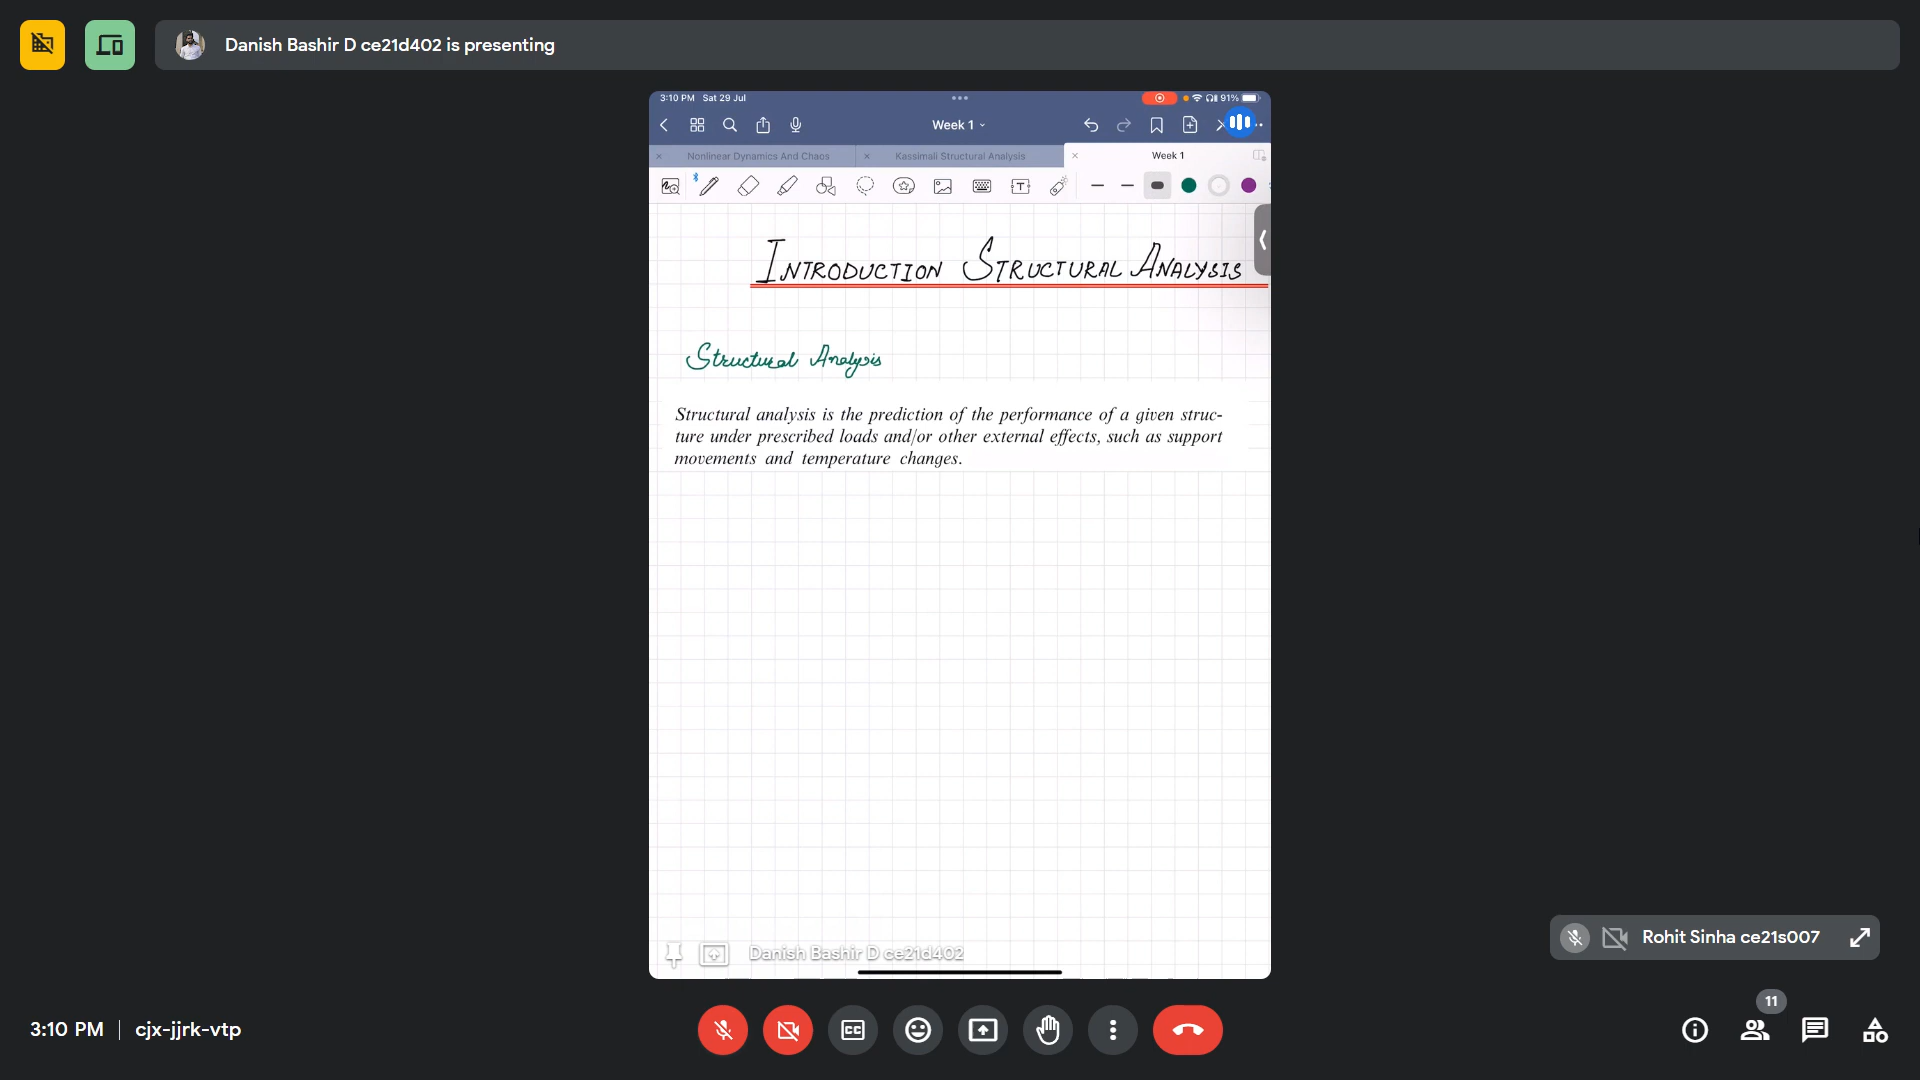 Danish Bashir D ce21d402 is presenting
3:10 PM Sat 29 Jul
91%
Week 1
Nonlinear Dynamics And Chaos
Kassimali Structural Analysis
Week 1
INTRODUCTION STRUCTURAL ANALYSIS
Structural Analysis
Structural analysis is the prediction of the performance of a given struc-
ture under prescribed loads and/or other external effects, such as support
movements and temperature changes.
Danish Bashir D ce21d402
Rohit Sinha ce21s007
3:10 PM | cjx-jjrk-vtp
11